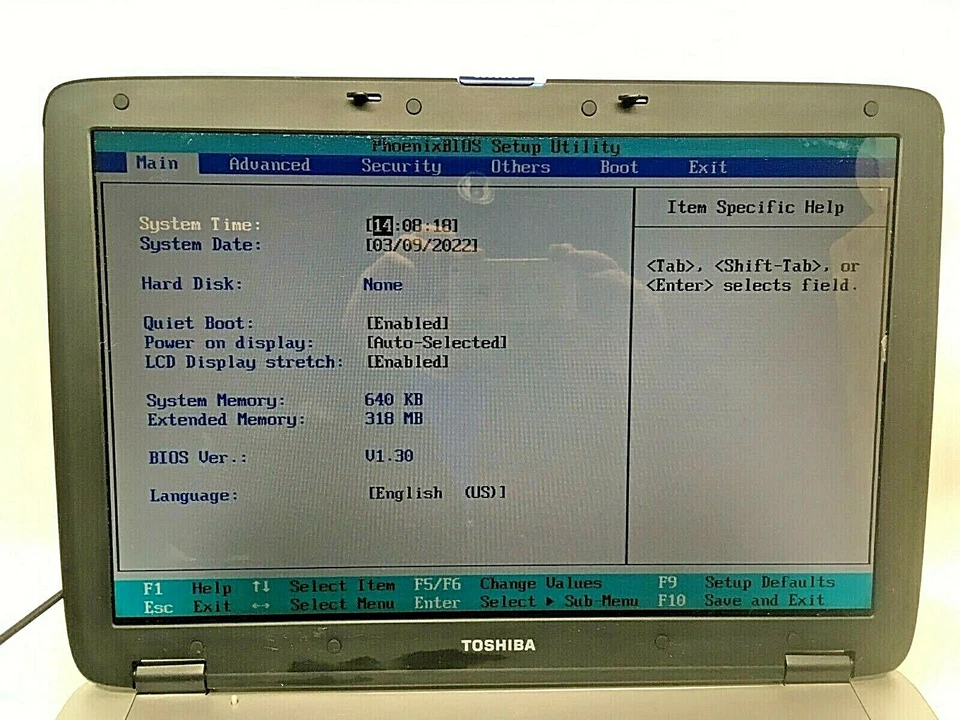 PhoenixBIOS Setup Utility
Main Advanced Security Others Boot Exit
Item Specific Help
System Time: [14:08:18]
System Date: [03/09/2022]
<Tab>, <Shift-Tab>, or
<Enter> selects field.
Hard Disk: None
Quiet Boot: [Enabled]
Power on display: [Auto-Selected]
LCD Display stretch: [Enabled]
System Memory: 640 KB
Extended Memory: 318 MB
BIOS Ver.: V1.30
Language: [English (US)]
F1 Help ↑↓ Select Item F5/F6 Change Values F9 Setup Defaults
Esc Exit ↔ Select Menu Enter Select ▶ Sub-Menu F10 Save and Exit
TOSHIBA